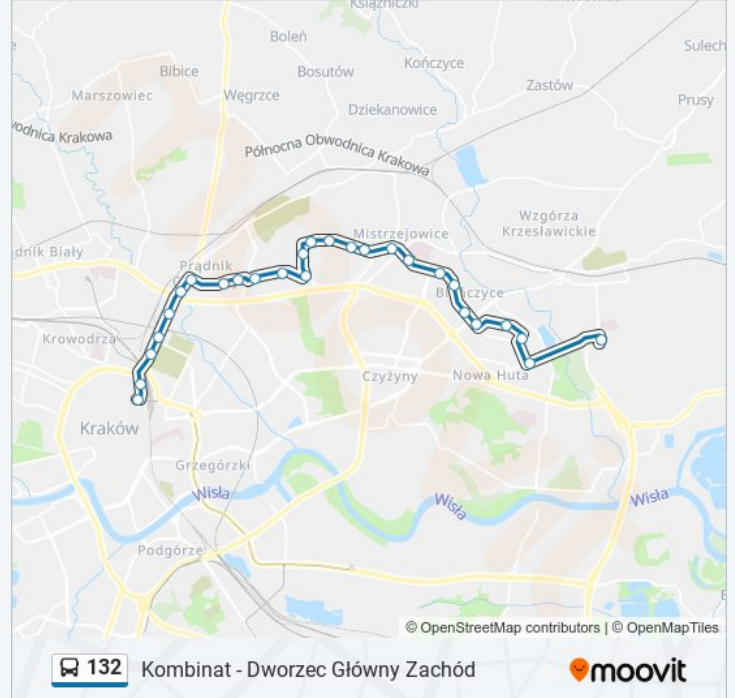 Książniczki
Boleń
Sulech
Kończyce
Bibice
Bosutów
Zastów
Marszowiec
Węgrzce
Prusy
Dziekanowice
wodnica Krakowa
Północna Obwodnica Krakowa
Wzgórza
Krzesławickie
Mistrzejowice
dnik Biały
Prądnik
Bieńczyce
Krowodrza
Czyżyny
Nowa Huta
Kraków
Grzegórzki
Wisła
Wisła
Wisła
Podgórze
© OpenStreetMap contributors | © OpenMapTiles
132 Kombinat - Dworzec Główny Zachód
moovit